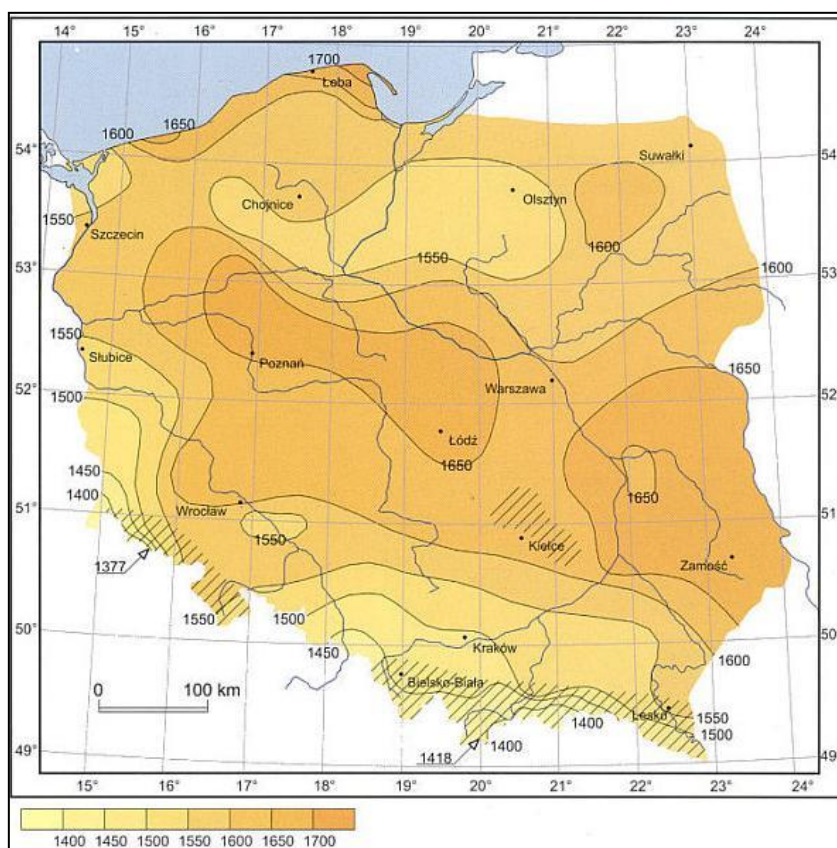 14° 15° 16° 17° 18° 19° 20° 21° 22° 23° 24°
1700
Łeba
1650
1600
54° 54
Suwałki
Chojnice
Olsztyn
1550
Szczecin
1600
1550
53° 53
1600
1550
Słubice
Poznań
1650
Warszawa
52° 52
1500
Łódź
1650
1450
1650
1400
51° 51
Wrocław
1550
Kielce
1377
Zamość
1550
1500
50° 50
Kraków
1450
1600
Bielsko-Biała
0 100 km
Lesko
1550
1400
1500
1400
49° 49
1418
15° 16° 17° 18° 19° 20° 21° 22° 23° 24°
1400 1450 1500 1550 1600 1650 1700